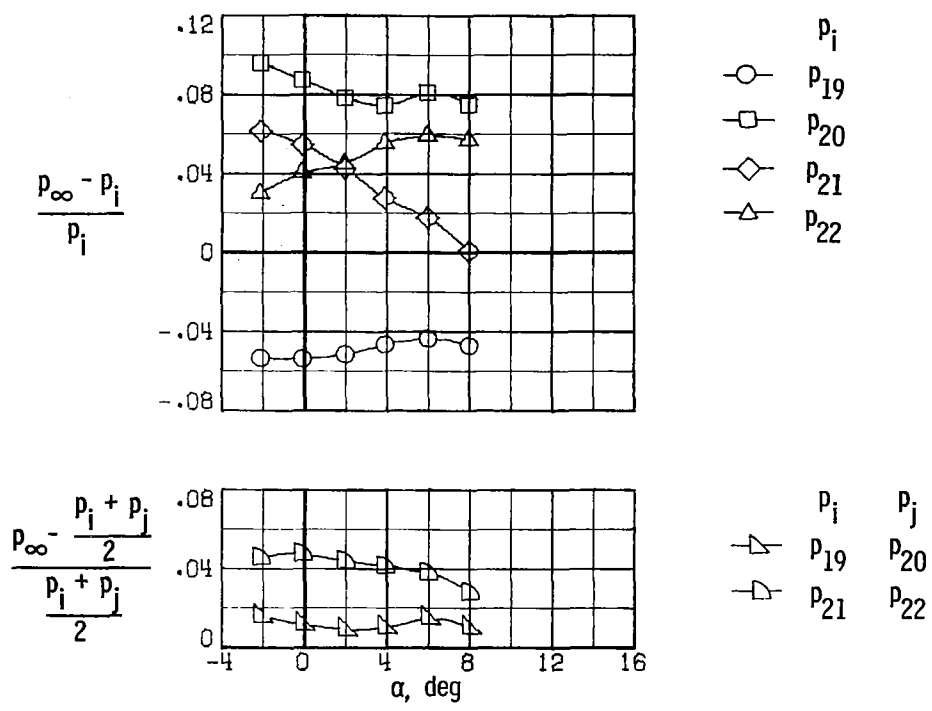 .12
.08
.04
0
-.04
-.08
p∞ - pi
pi
pi
p19
p20
p21
p22
.08
.04
0
-4 0 4 8 12 16
α, deg
p∞ - pi + pj
2
pi + pj
2
pi pj
p19 p20
p21 p22